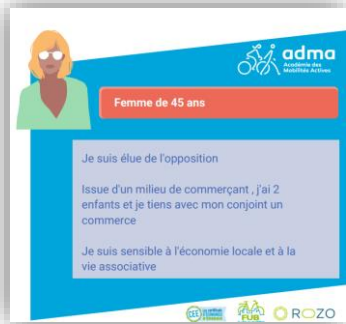 adma
Académie des
Mobilités Actives
Femme de 45 ans
Je suis élue de l'opposition
Issue d'un milieu de commerçant , j'ai 2
enfants et je tiens avec mon conjoint un
commerce
Je suis sensible à l'économie locale et à la
vie associative
CEE
FUB
ROZO